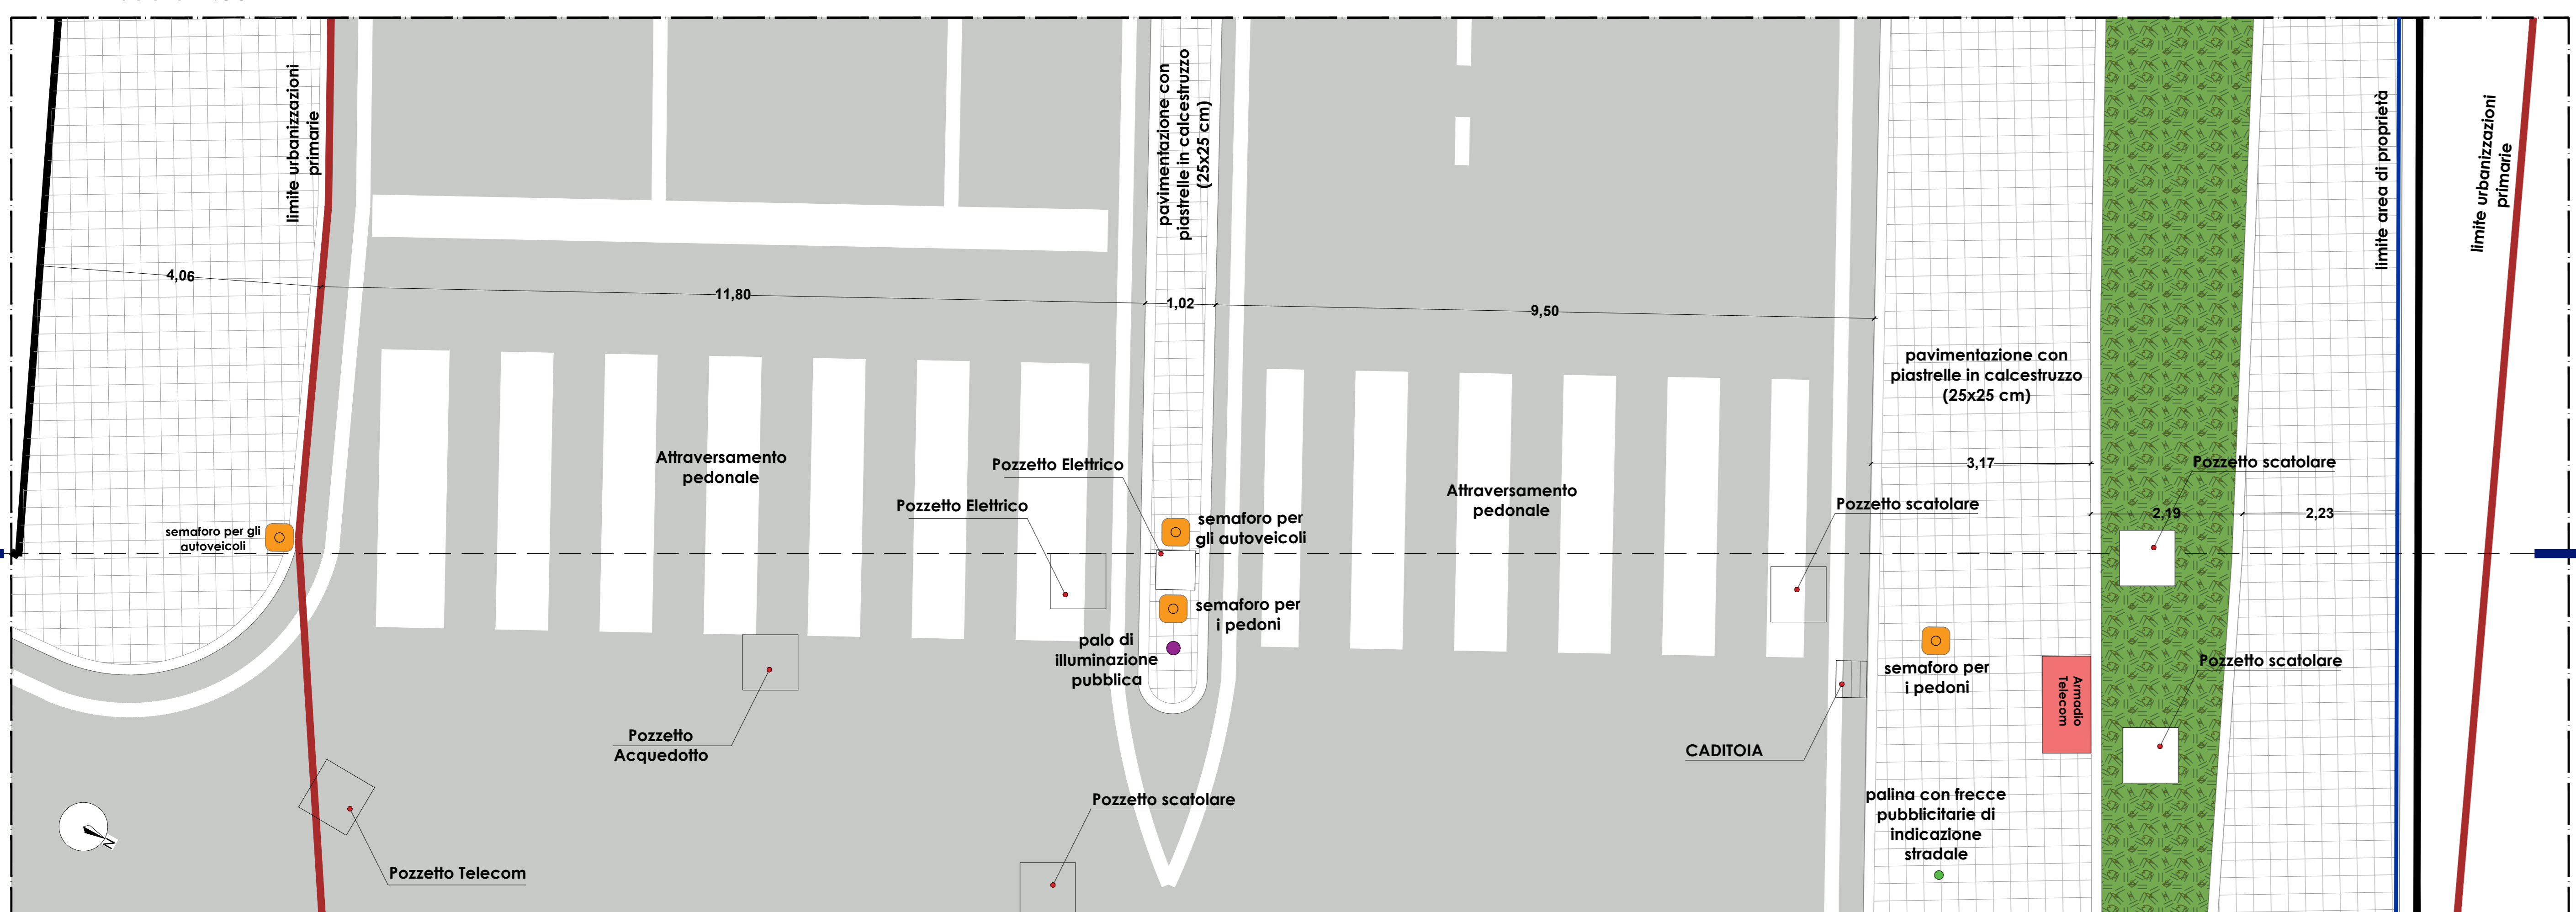 limite urbanizzazioni
primarie
pavimentazione con
piastrelle in calcestruzzo
(25x25 cm)
limite area di proprietà
limite urbanizzazioni
primarie
4,06
11,80
1,02
9,50
pavimentazione con
piastrelle in calcestruzzo
(25x25 cm)
Attraversamento
pedonale
Pozzetto Elettrico
Pozzetto Elettrico
Attraversamento
pedonale
3,17
Pozzetto scatolare
Pozzetto scatolare
2,19
2,23
semaforo per gli
autoveicoli
semaforo per
gli autoveicoli
semaforo per
i pedoni
palo di
illuminazione
pubblica
semaforo per
i pedoni
Armadio
Telecom
Pozzetto scatolare
Pozzetto
Acquedotto
CADITOIA
Pozzetto scatolare
palina con frecce
pubblicitarie di
indicazione
stradale
N
Pozzetto Telecom